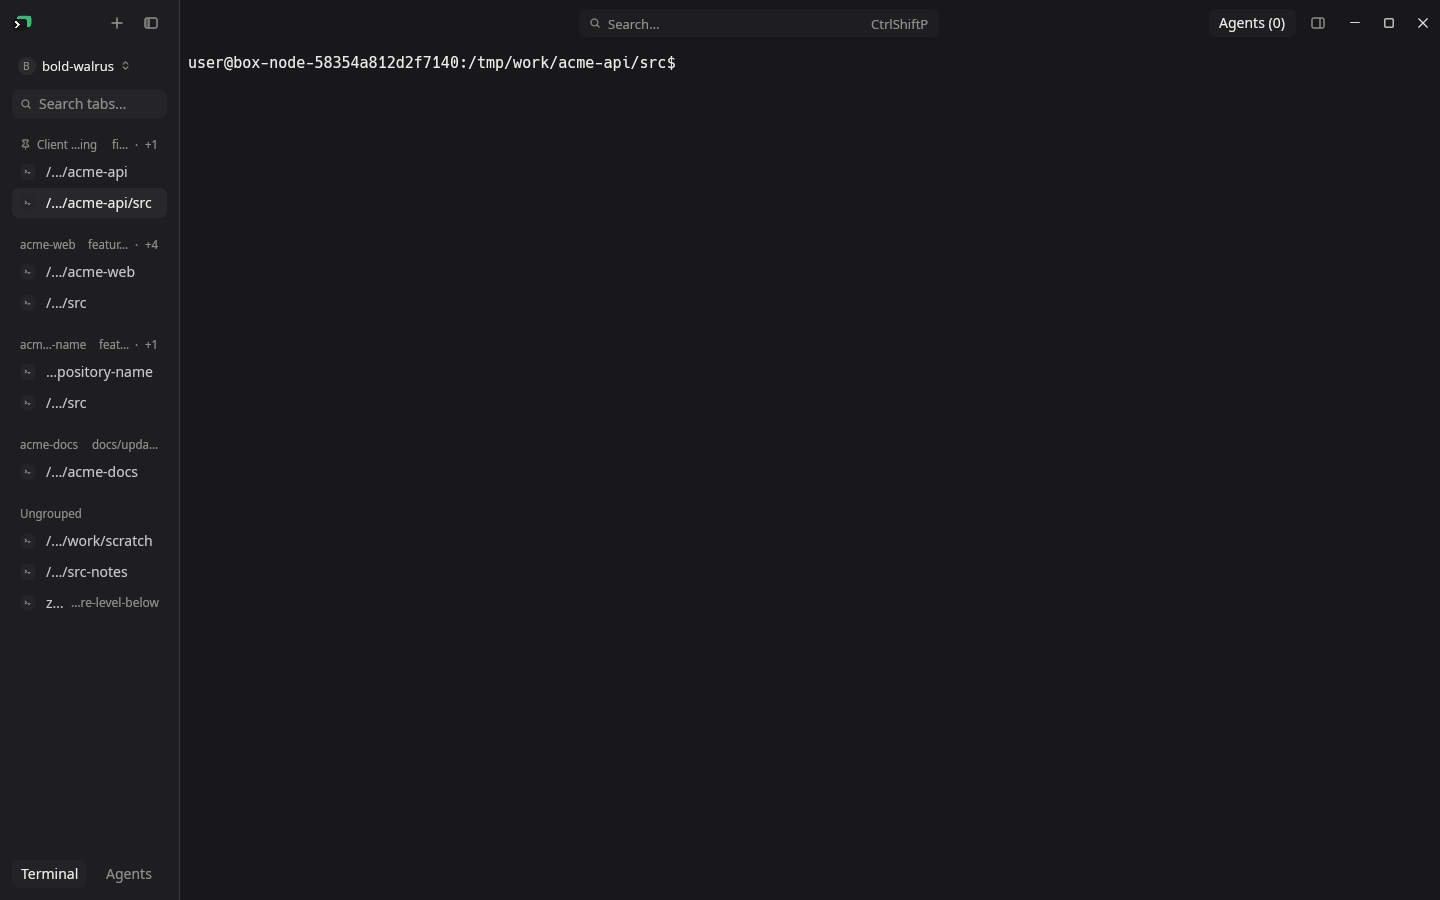 Search...
CtrlShiftP
Agents (0)
B
bold-walrus
Search tabs...
Client ...ing fi... · +1
/.../acme-api
/.../acme-api/src
acme-web featur... · +4
/.../acme-web
/.../src
acm...-name feat... · +1
...pository-name
/.../src
acme-docs docs/upda...
/.../acme-docs
Ungrouped
/.../work/scratch
/.../src-notes
z... ...re-level-below
Terminal Agents
user@box-node-58354a812d2f7140:/tmp/work/acme-api/src$